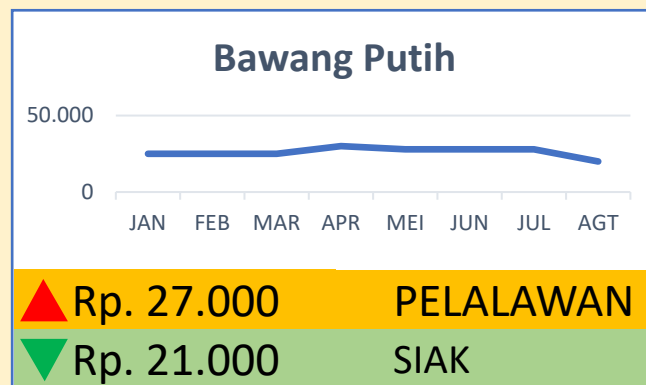 Bawang Putih
50.000
0
JAN FEB MAR APR MEI JUN JUL AGT
Rp. 27.000 PELALAWAN
Rp. 21.000 SIAK